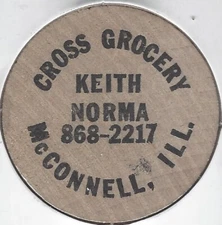 CROSS GROCERY
KEITH
NORMA
868-2217
McCONNELL, ILL.